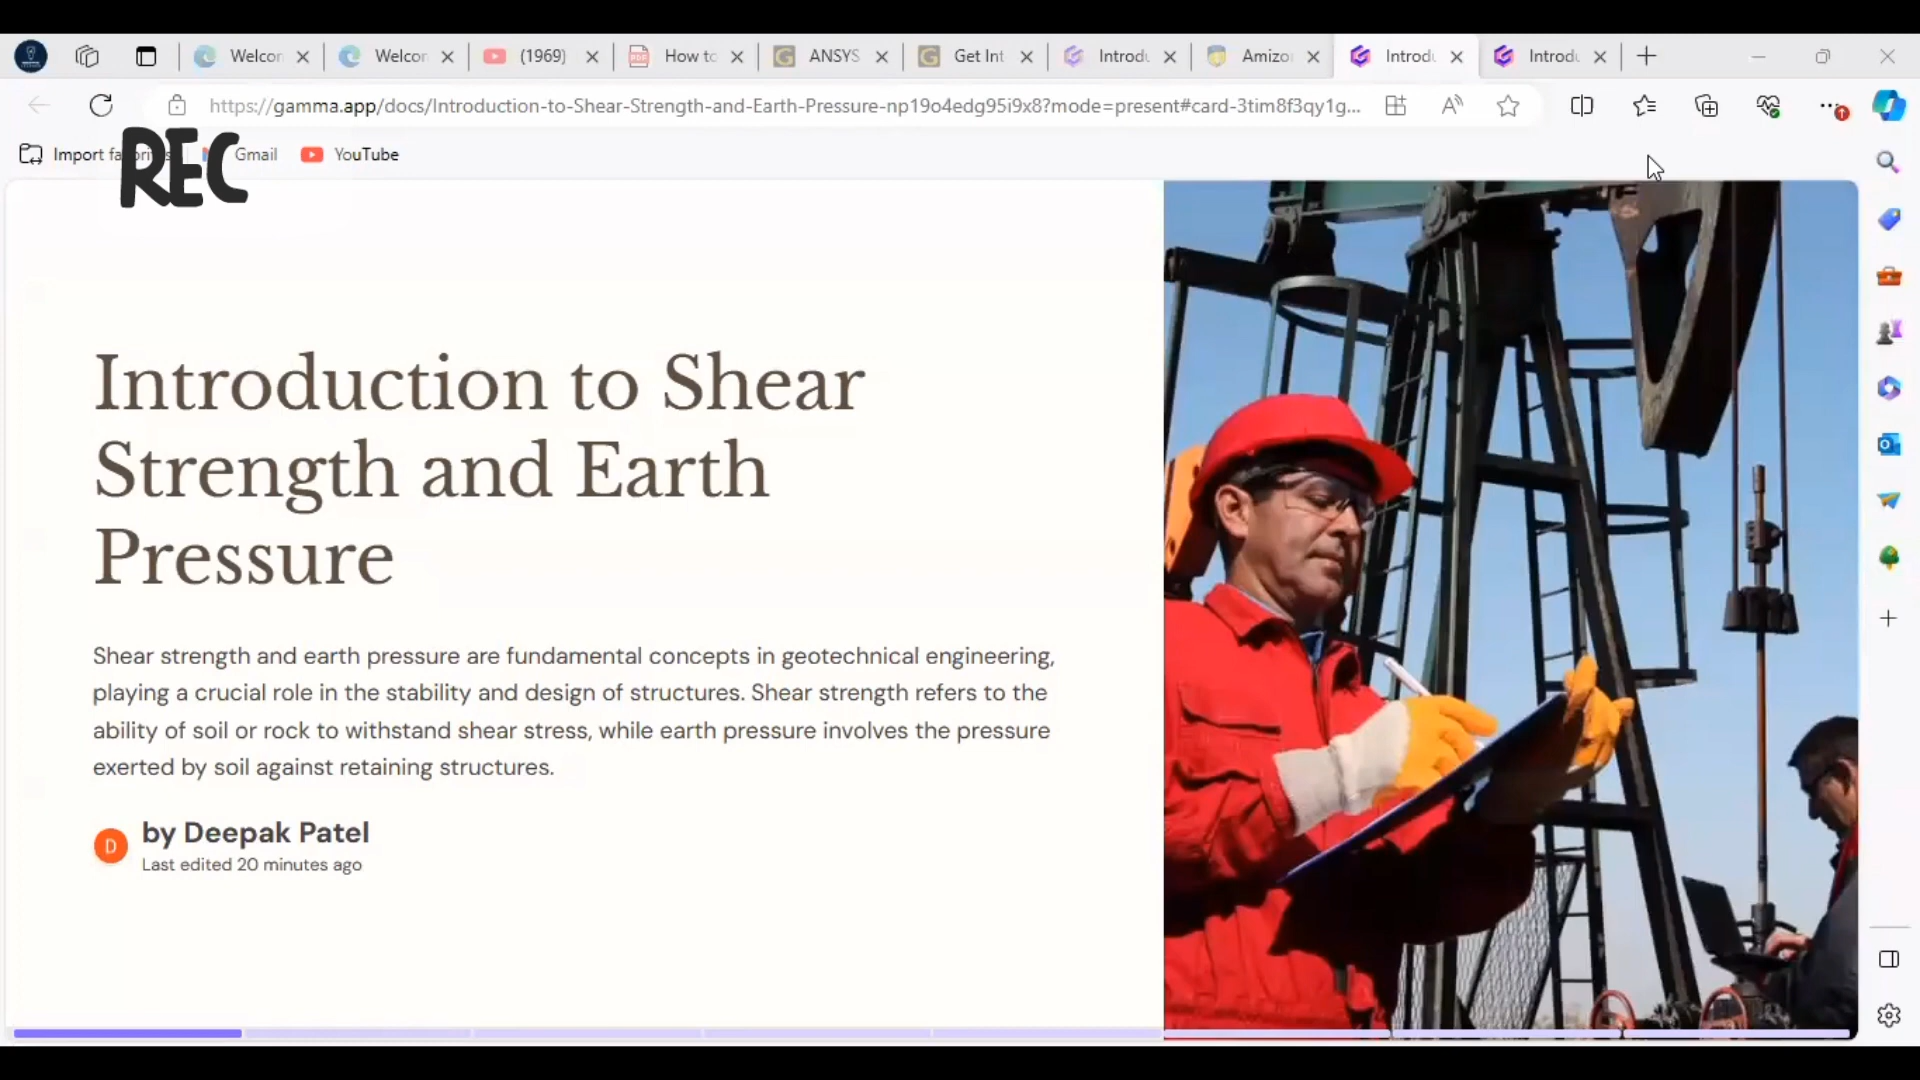 Welcor
Welcor
(1969)
How to
ANSYS
Get Int
Introdu
Amizo
Introdu
Introdu
https://gamma.app/docs/Introduction-to-Shear-Strength-and-Earth-Pressure-np19o4edg95i9x8?mode=present#card-3tim8f3qy1g...
Import favorites
Gmail
YouTube
REC
Introduction to Shear
Strength and Earth
Pressure
Shear strength and earth pressure are fundamental concepts in geotechnical engineering,
playing a crucial role in the stability and design of structures. Shear strength refers to the
ability of soil or rock to withstand shear stress, while earth pressure involves the pressure
exerted by soil against retaining structures.
D
by Deepak Patel
Last edited 20 minutes ago